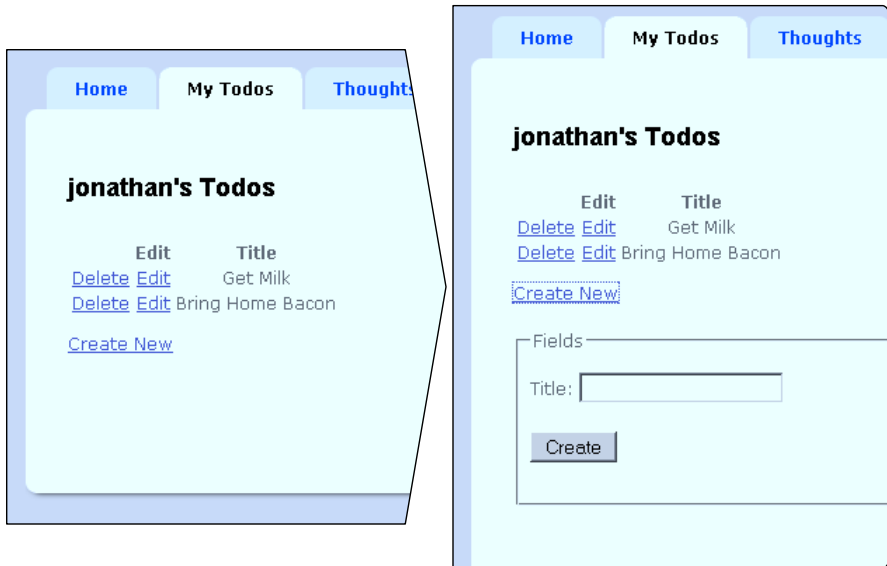 Home My Todos Thoughts
jonathan's Todos
Edit Title
Delete Edit Get Milk
Delete Edit Bring Home Bacon
Create New
Home My Todos Thoughts
jonathan's Todos
Edit Title
Delete Edit Get Milk
Delete Edit Bring Home Bacon
Create New
Fields
Title:
Create